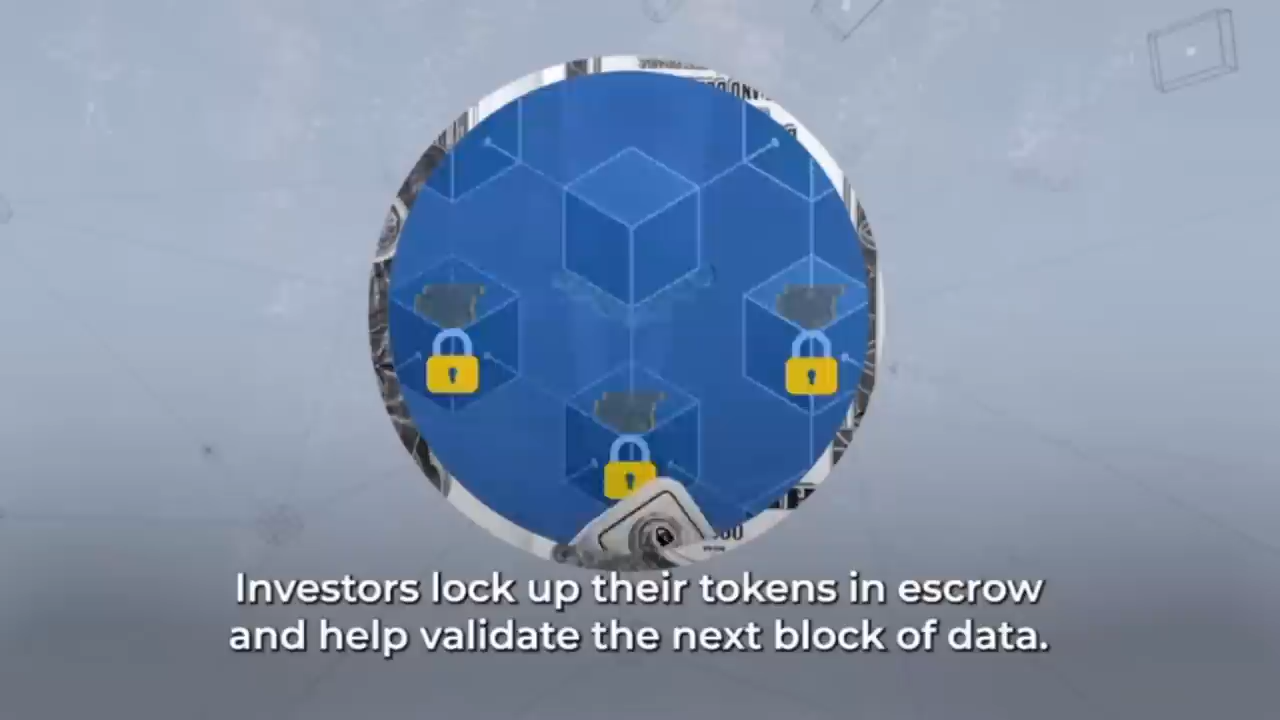 Investors lock up their tokens in escrow
and help validate the next block of data.